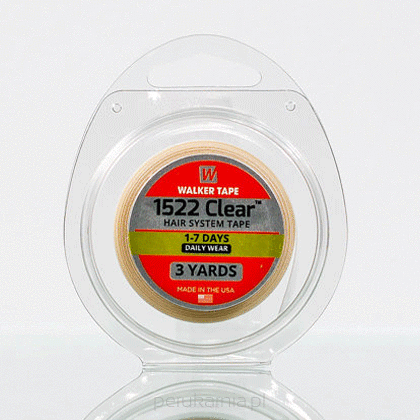 W
WALKER TAPE
1522 Clear™
HAIR SYSTEM TAPE
1-7 DAYS
DAILY WEAR
3 YARDS
MADE IN THE USA
perukarnia.pl